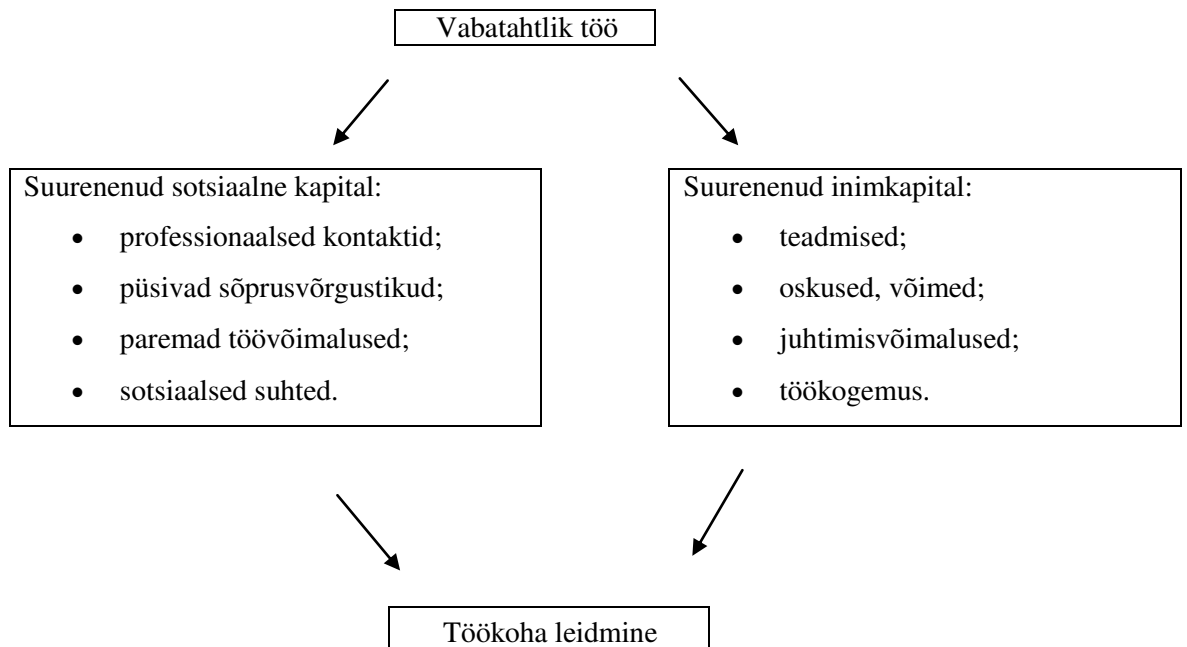 Vabatahtlik töö
Suurenenud sotsiaalne kapital:
• professionaalsed kontaktid;
• püsivad sõprusvõrgustikud;
• paremad töövõimalused;
• sotsiaalsed suhted.
Suurenenud inimkapital:
• teadmised;
• oskused, võimed;
• juhtimisvõimalused;
• töökogemus.
Töökoha leidmine